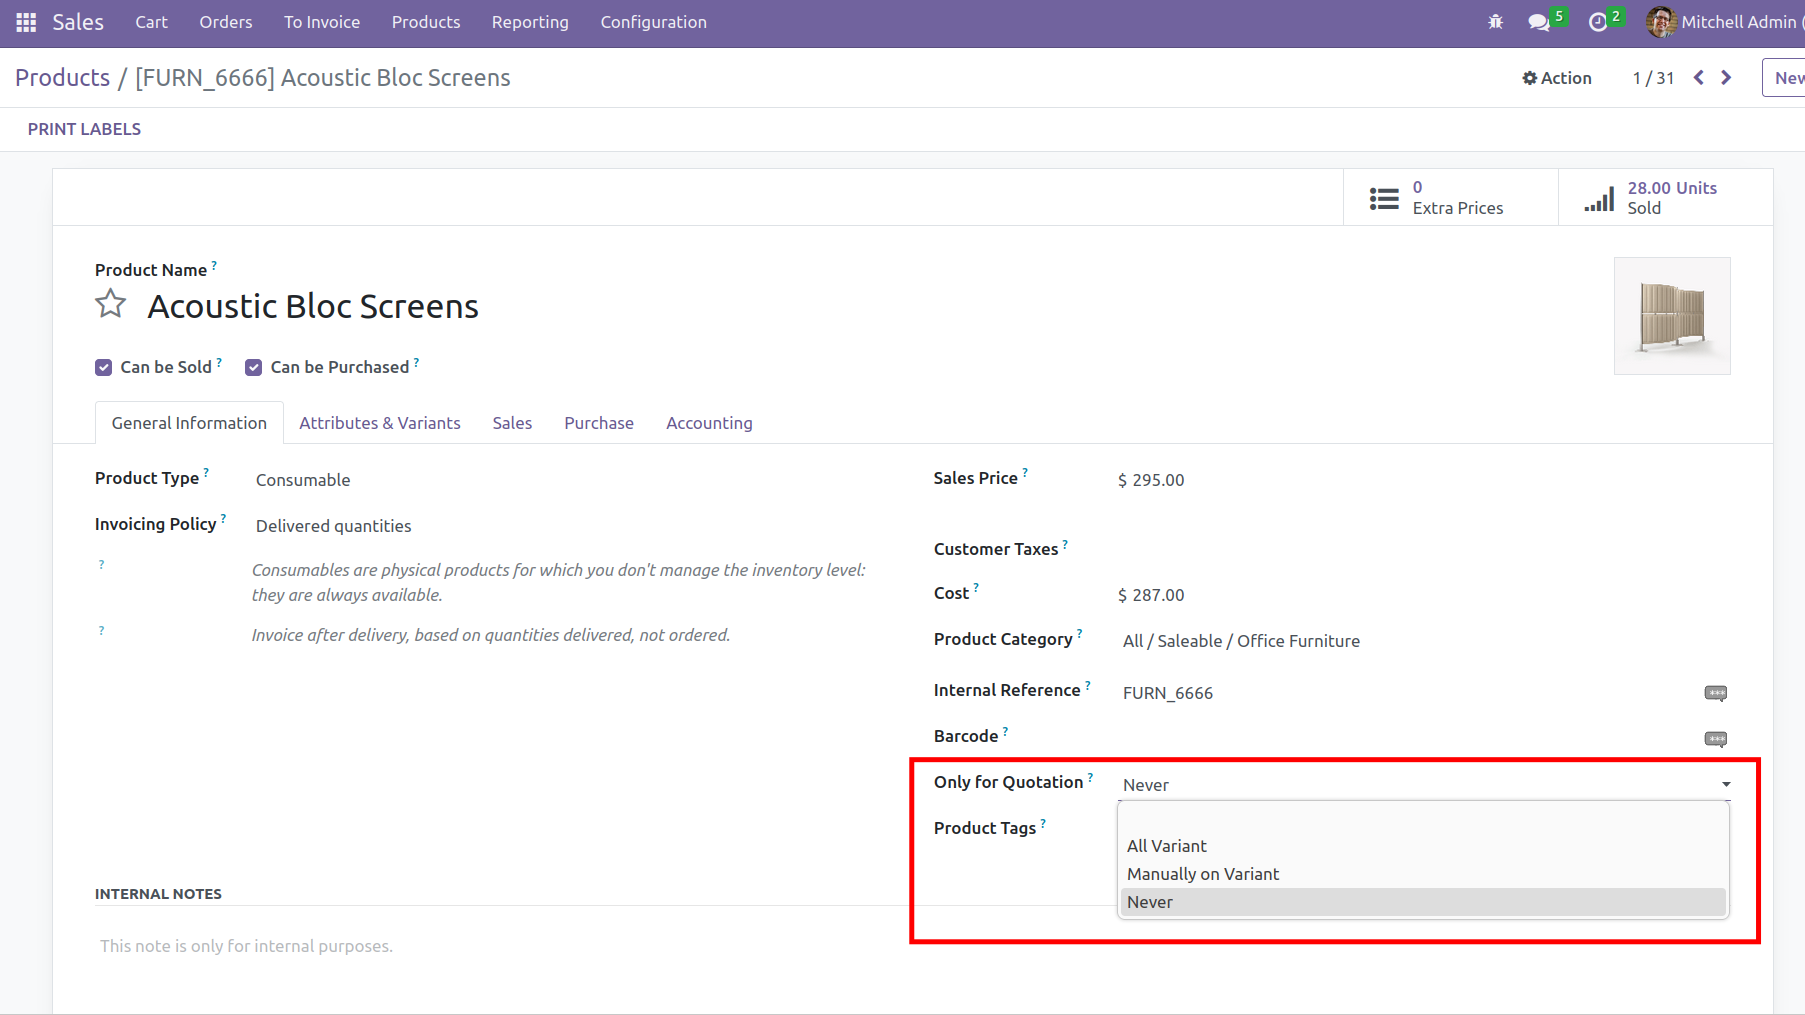 Sales Cart Orders To Invoice Products Reporting Configuration 5 2 Mitchell Admin (
Products / [FURN_6666] Acoustic Bloc Screens Action 1 / 31 New
PRINT LABELS
0
Extra Prices
28.00 Units
Sold
Product Name ?
Acoustic Bloc Screens
Can be Sold ? Can be Purchased ?
General Information Attributes & Variants Sales Purchase Accounting
Product Type ? Consumable
Invoicing Policy ? Delivered quantities
? Consumables are physical products for which you don't manage the inventory level:
they are always available.
? Invoice after delivery, based on quantities delivered, not ordered.
Sales Price ? $ 295.00
Customer Taxes ?
Cost ? $ 287.00
Product Category ? All / Saleable / Office Furniture
Internal Reference ? FURN_6666
Barcode ?
Only for Quotation ? Never
Product Tags ?
All Variant
Manually on Variant
Never
INTERNAL NOTES
This note is only for internal purposes.